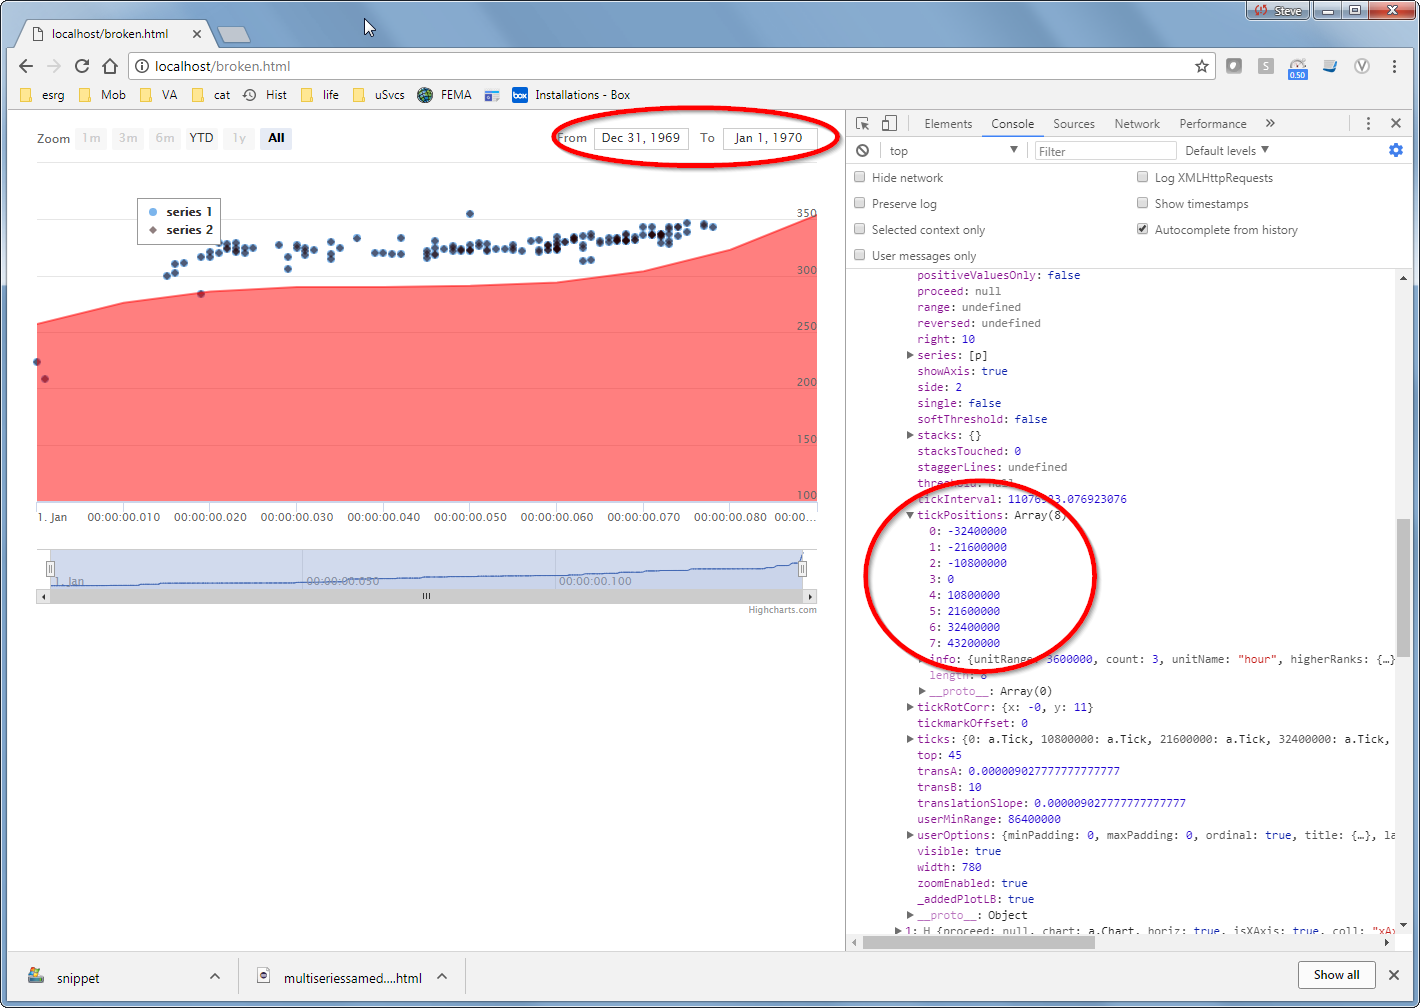 Steve
localhost/broken.html
localhost/broken.html
S
0.50
V
esrg Mob VA cat Hist life uSvcs FEMA box Installations - Box
Zoom 1m 3m 6m YTD 1y All From Dec 31, 1969 To Jan 1, 1970
series 1
series 2
350
300
250
200
150
100
1. Jan 00:00:00.010 00:00:00.020 00:00:00.030 00:00:00.040 00:00:00.050 00:00:00.060 00:00:00.070 00:00:00.080 00:00:...
1. Jan 00:00:00.050 00:00:00.100
Highcharts.com
Elements Console Sources Network Performance »
top Filter Default levels
Hide network Log XMLHttpRequests
Preserve log Show timestamps
Selected context only Autocomplete from history
User messages only
positiveValuesOnly: false
proceed: null
range: undefined
reversed: undefined
right: 10
series: [p]
showAxis: true
side: 2
single: false
softThreshold: false
stacks: {}
stacksTouched: 0
staggerLines: undefined
threshold: null
tickInterval: 11076923.076923076
tickPositions: Array(8)
0: -32400000
1: -21600000
2: -10800000
3: 0
4: 10800000
5: 21600000
6: 32400000
7: 43200000
info: {unitRange: 3600000, count: 3, unitName: "hour", higherRanks: {…}
length: 8
__proto__: Array(0)
tickRotCorr: {x: -0, y: 11}
tickmarkOffset: 0
ticks: {0: a.Tick, 10800000: a.Tick, 21600000: a.Tick, 32400000: a.Tick,
top: 45
transA: 0.000009027777777777777
transB: 10
translationSlope: 0.000009027777777777777
userMinRange: 86400000
userOptions: {minPadding: 0, maxPadding: 0, ordinal: true, title: {…}, la
visible: true
width: 780
zoomEnabled: true
_addedPlotLB: true
__proto__: Object
1: H {proceed: null, chart: a.Chart, horiz: true, isXAxis: true, coll: "xAx
snippet multiseriessamed....html Show all